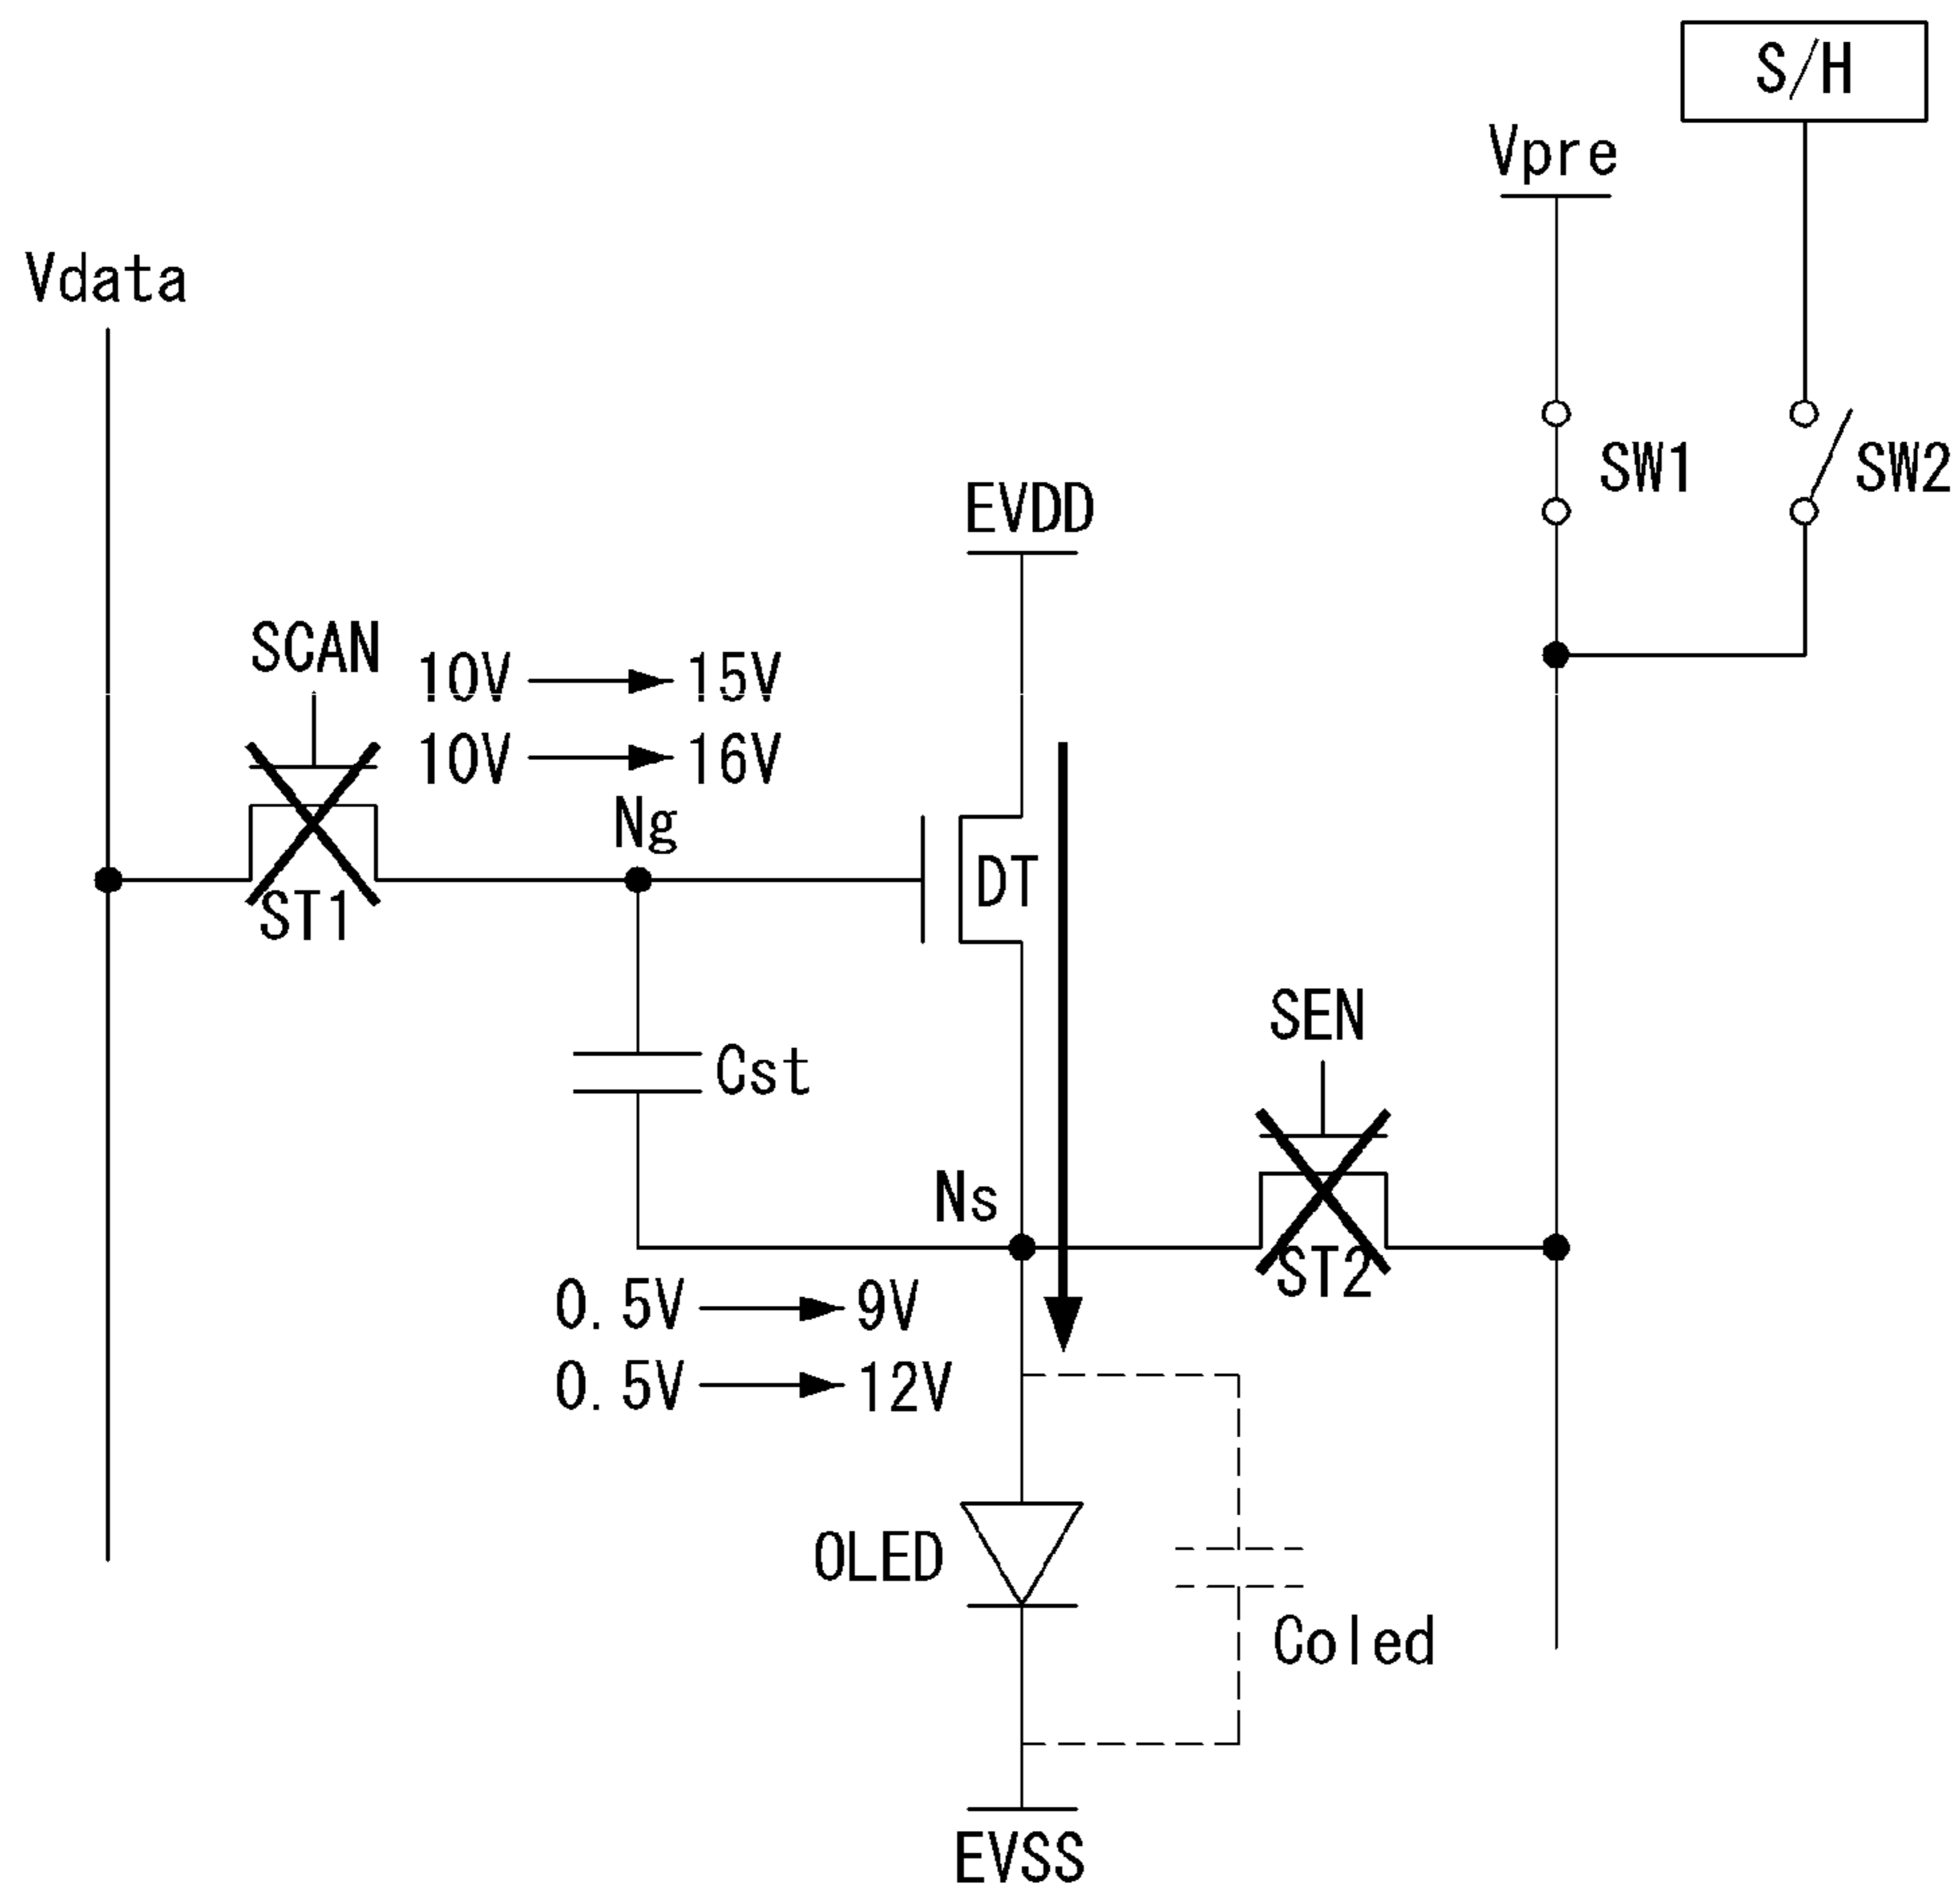 S/H
Vpre
Vdata
SW1
SW2
EVDD
SCAN
10V 15V
10V 16V
Ng
DT
ST1
SEN
Cst
Ns
ST2
0.5V 9V
0.5V 12V
OLED
Coled
EVSS